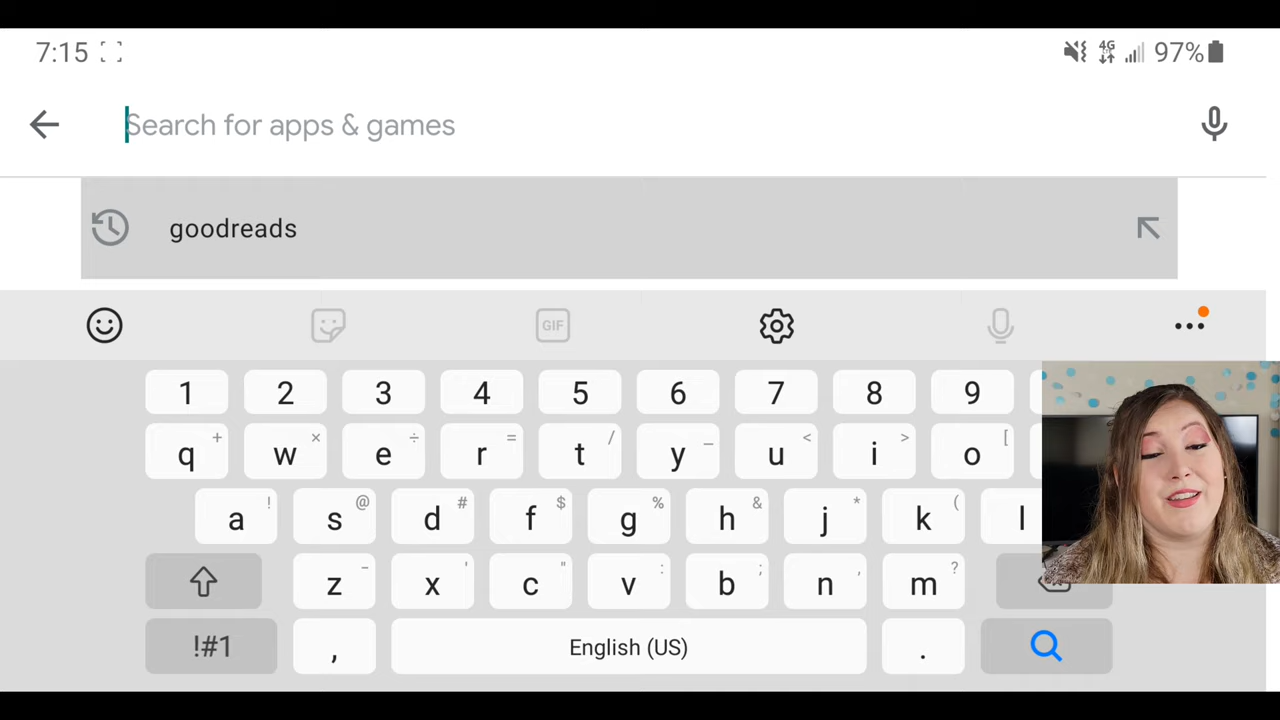 7:15 4G 97%
Search for apps & games
goodreads
GIF
1 2 3 4 5 6 7 8 9
q + w × e ÷ r = t / y _ u < i > o [
a ! s @ d # f $ g % h & j * k ( l
z - x ' c " v : b ; n , m ?
!#1 , English (US) .